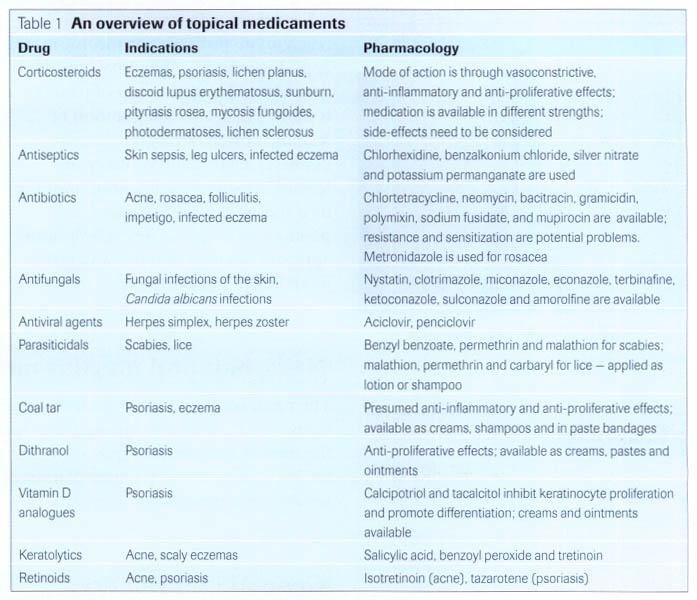 Table 1 An overview of topical medicaments
Drug Indications Pharmacology
Corticosteroids Eczemas, psoriasis, lichen planus, Mode of action is through vasoconstrictive,
discoid lupus erythematosus, sunburn, anti-inflammatory and anti-proliferative effects;
pityriasis rosea, mycosis fungoides, medication is available in different strengths;
photodermatoses, lichen sclerosus side-effects need to be considered
Antiseptics Skin sepsis, leg ulcers, infected eczema Chlorhexidine, benzalkonium chloride, silver nitrate
and potassium permanganate are used
Antibiotics Acne, rosacea, folliculitis, Chlortetracycline, neomycin, bacitracin, gramicidin,
impetigo, infected eczema polymixin, sodium fusidate, and mupirocin are available;
resistance and sensitization are potential problems.
Metronidazole is used for rosacea
Antifungals Fungal infections of the skin, Nystatin, clotrimazole, miconazole, econazole, terbinafine,
Candida albicans infections ketoconazole, sulconazole and amorolfine are available
Antiviral agents Herpes simplex, herpes zoster Aciclovir, penciclovir
Parasiticidals Scabies, lice Benzyl benzoate, permethrin and malathion for scabies;
malathion, permethrin and carbaryl for lice – applied as
lotion or shampoo
Coal tar Psoriasis, eczema Presumed anti-inflammatory and anti-proliferative effects;
available as creams, shampoos and in paste bandages
Dithranol Psoriasis Anti-proliferative effects; available as creams, pastes and
ointments
Vitamin D Psoriasis Calcipotriol and tacalcitol inhibit keratinocyte proliferation
analogues and promote differentiation; creams and ointments
available
Keratolytics Acne, scaly eczemas Salicylic acid, benzoyl peroxide and tretinoin
Retinoids Acne, psoriasis Isotretinoin (acne), tazarotene (psoriasis)